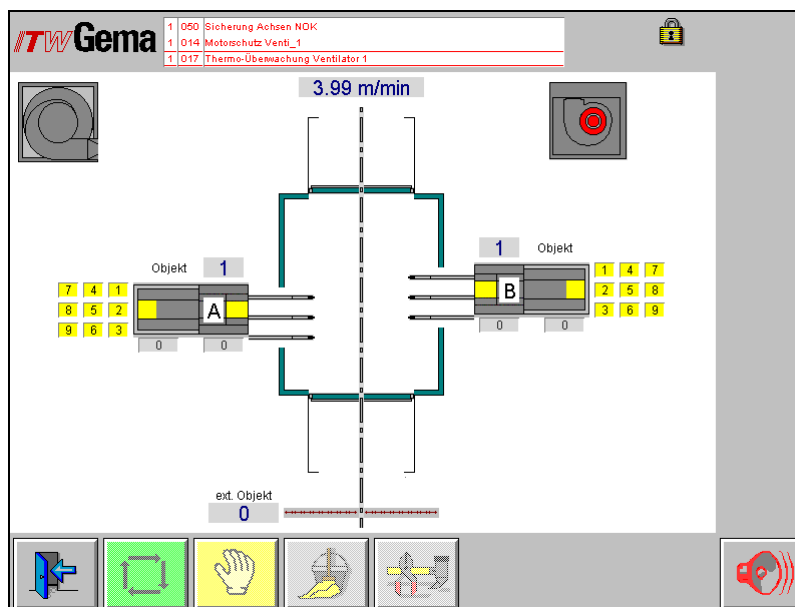 ITWGema
1 050 Sicherung Achsen NOK
1 014 Motorschutz Venti_1
1 017 Thermo-Überwachung Ventilator 1
3.99 m/min
1 Objekt
Objekt 1
7 4 1
8 5 2
9 6 3
A
0 0
B
1 4 7
2 5 8
3 6 9
0 0
ext. Objekt
0